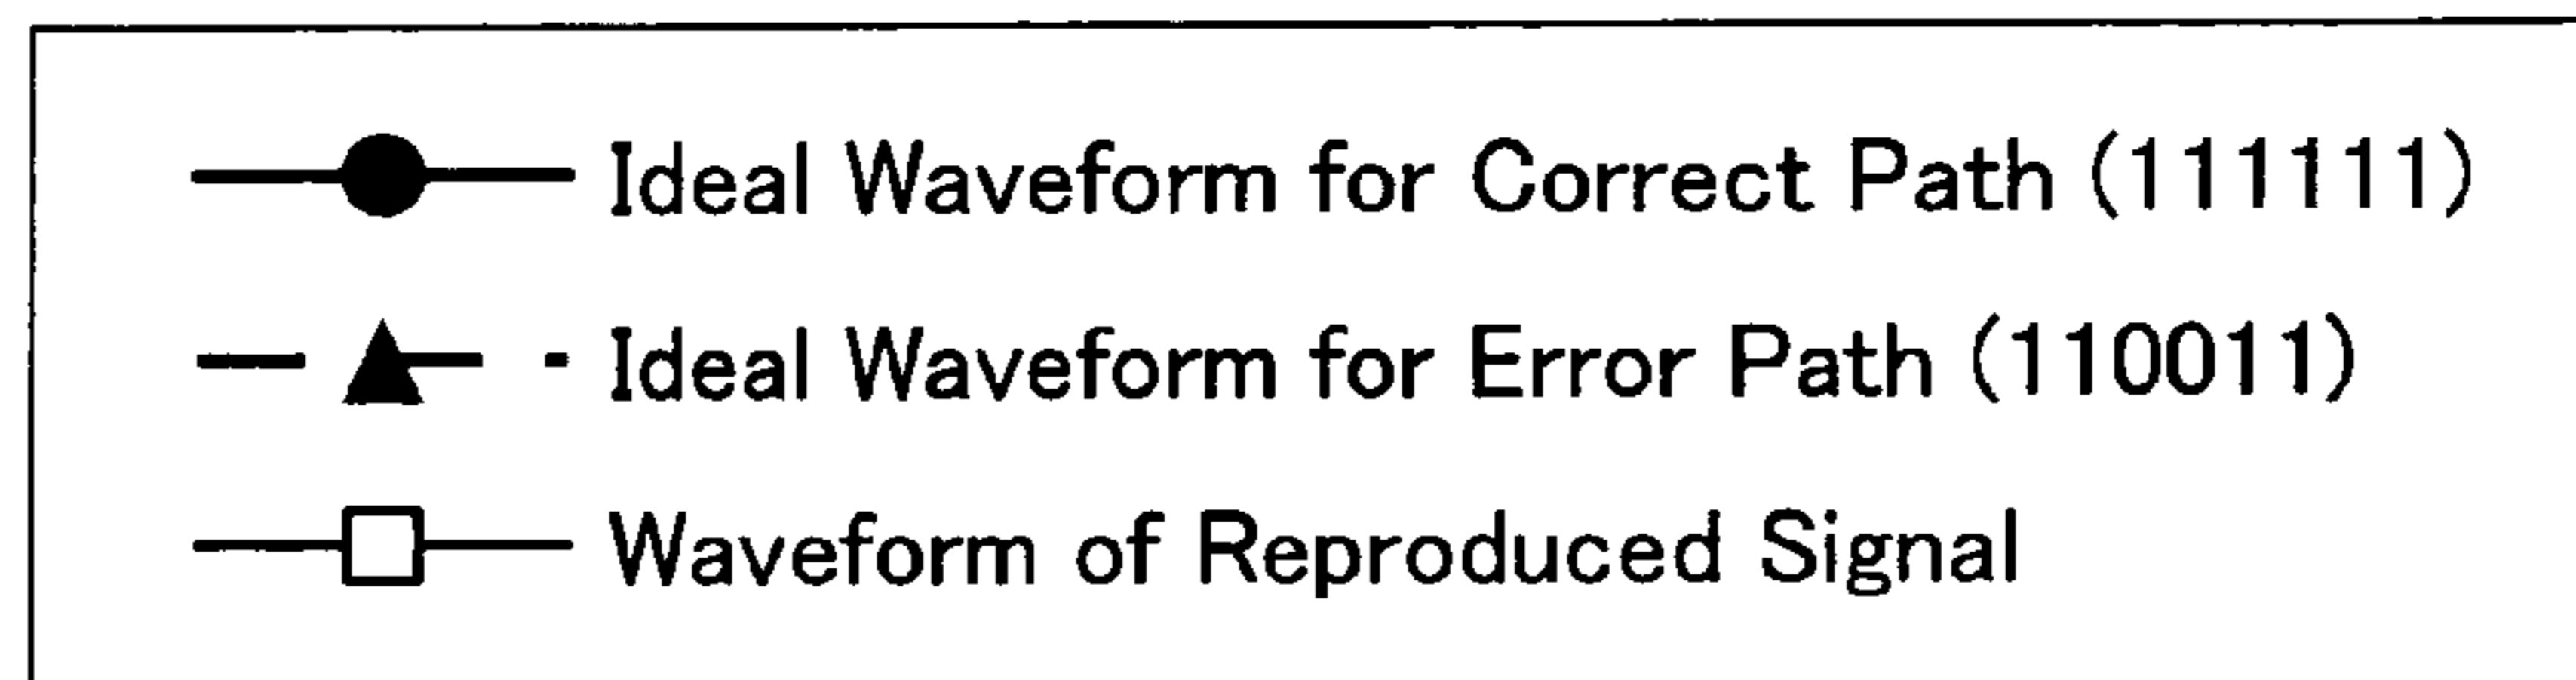 Ideal Waveform for Correct Path (111111)
Ideal Waveform for Error Path (110011)
Waveform of Reproduced Signal